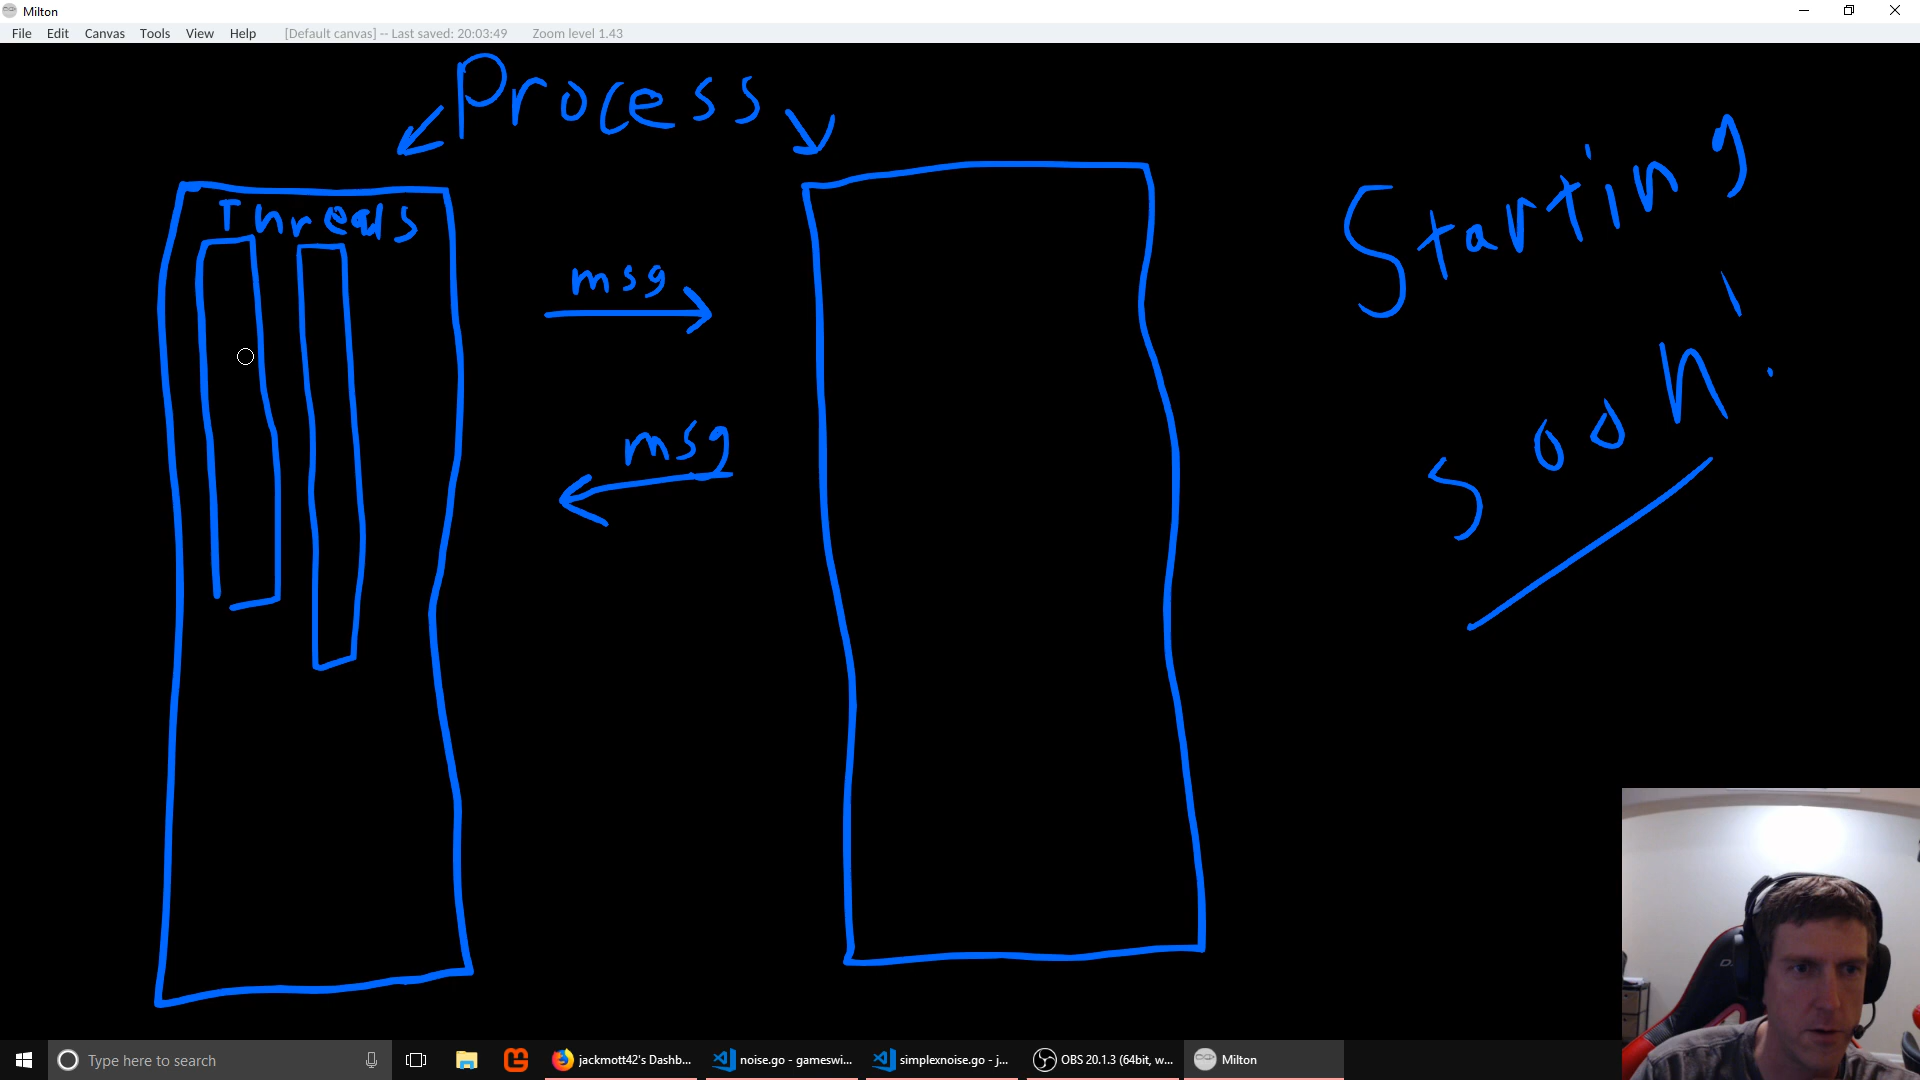 Milton
File Edit Canvas Tools View Help [Default canvas] -- Last saved: 20:03:49 Zoom level 1.43
Process
Threads
msg
msg
Starting
soon!
Type here to search
jackmott42's Dashb...
noise.go - gameswi...
simplexnoise.go - j...
OBS 20.1.3 (64bit, w...
Milton